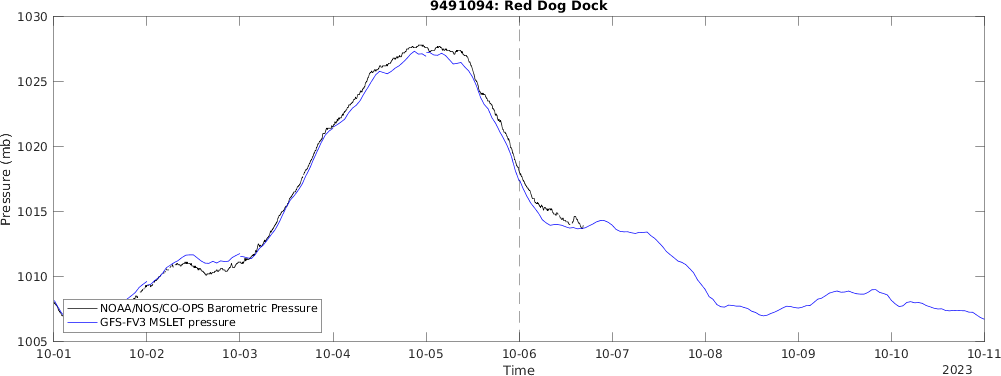 9491094: Red Dog Dock
1030
1025
1020
1015
1010
1005
Pressure (mb)
NOAA/NOS/CO-OPS Barometric Pressure
GFS-FV3 MSLET pressure
10-01 10-02 10-03 10-04 10-05 10-06 10-07 10-08 10-09 10-10 10-11
Time
2023